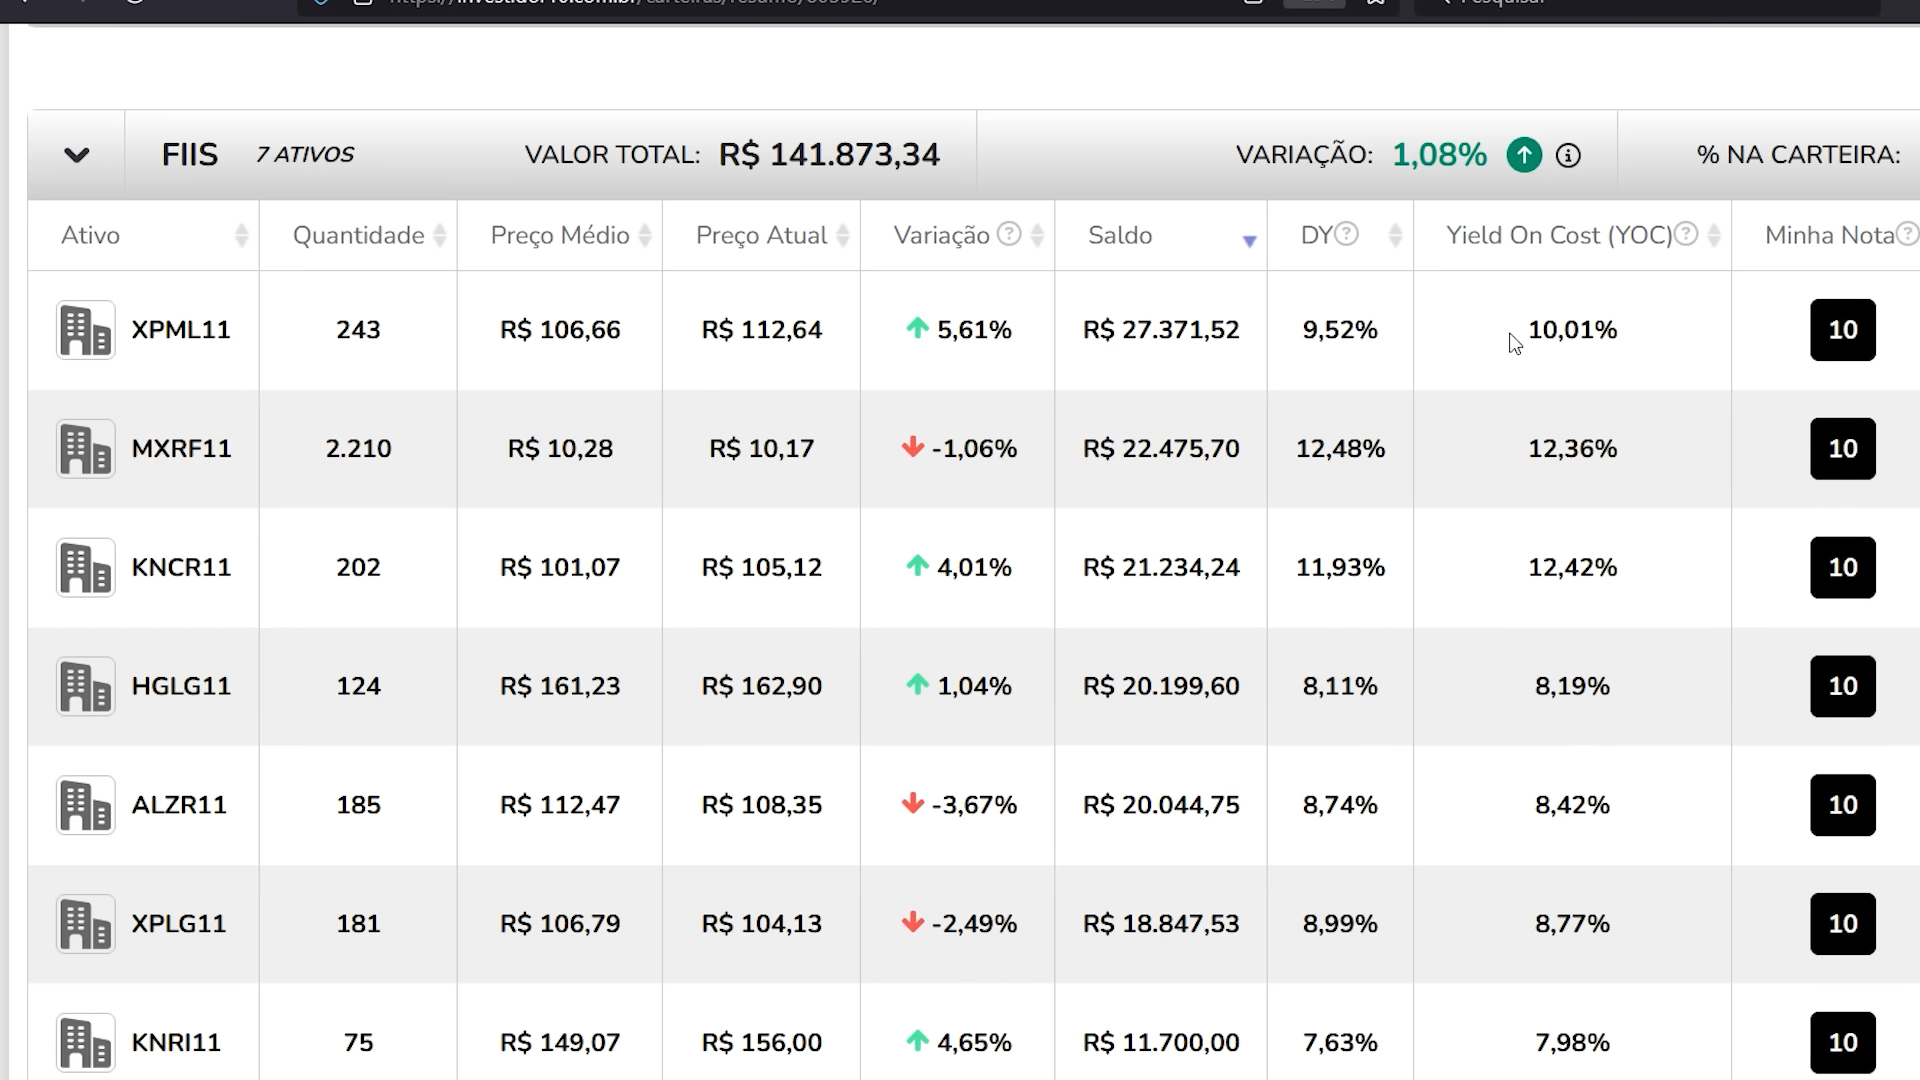 FIIS 7 ATIVOS VALOR TOTAL: R$ 141.873,34 VARIAÇÃO: 1,08% % NA CARTEIRA:
Ativo Quantidade Preço Médio Preço Atual Variação Saldo DY Yield On Cost (YOC) Minha Nota
XPML11 243 R$ 106,66 R$ 112,64 5,61% R$ 27.371,52 9,52% 10,01% 10
MXRF11 2.210 R$ 10,28 R$ 10,17 -1,06% R$ 22.475,70 12,48% 12,36% 10
KNCR11 202 R$ 101,07 R$ 105,12 4,01% R$ 21.234,24 11,93% 12,42% 10
HGLG11 124 R$ 161,23 R$ 162,90 1,04% R$ 20.199,60 8,11% 8,19% 10
ALZR11 185 R$ 112,47 R$ 108,35 -3,67% R$ 20.044,75 8,74% 8,42% 10
XPLG11 181 R$ 106,79 R$ 104,13 -2,49% R$ 18.847,53 8,99% 8,77% 10
KNRI11 75 R$ 149,07 R$ 156,00 4,65% R$ 11.700,00 7,63% 7,98% 10